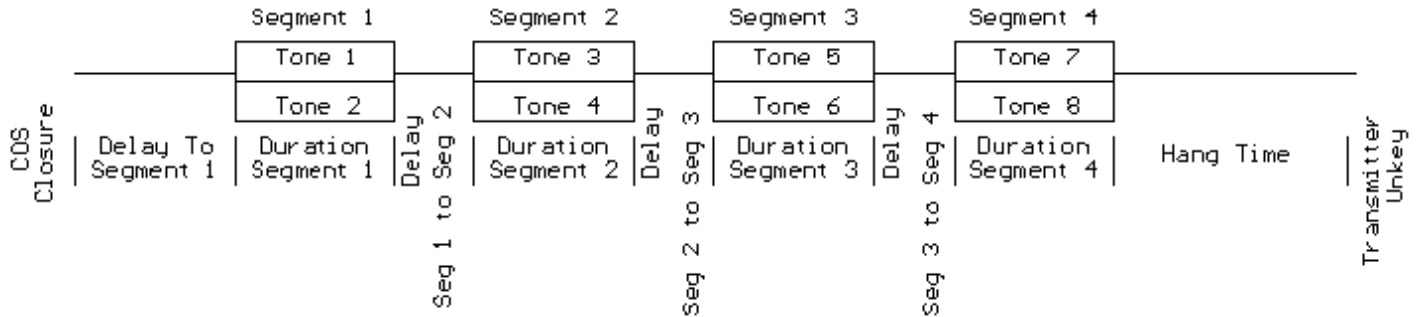 Segment 1
Segment 2
Segment 3
Segment 4
Tone 1
Tone 3
Tone 5
Tone 7
Tone 2
Tone 4
Tone 6
Tone 8
COS
Closure
Delay To
Segment 1
Duration
Segment 1
Delay
Seg 1 to Seg 2
Duration
Segment 2
Delay
Seg 2 to Seg 3
Duration
Segment 3
Delay
Seg 3 to Seg 4
Duration
Segment 4
Hang Time
Transmitter
Unkey